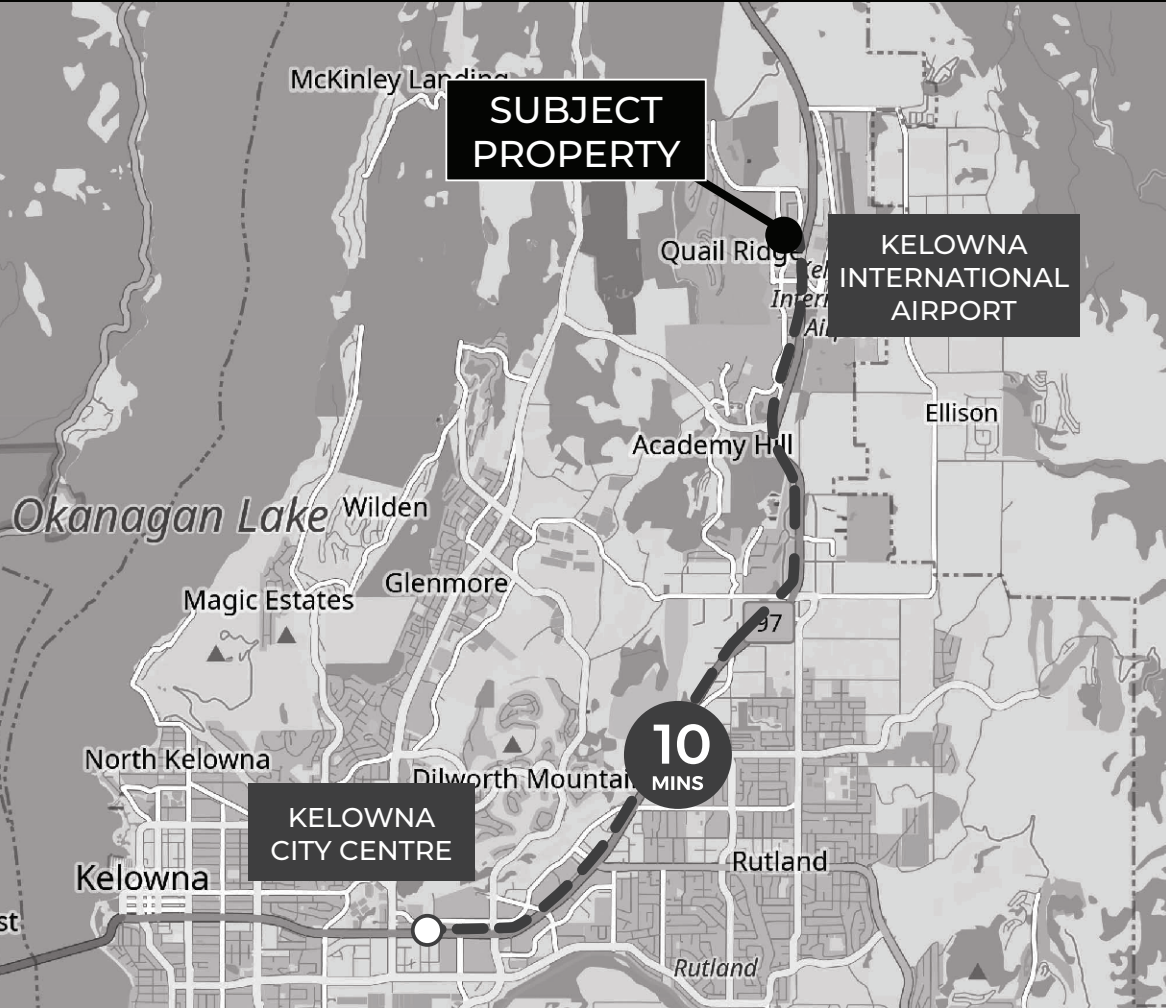 McKinley Landing
SUBJECT
PROPERTY
Quail Ridge
KELOWNA
INTERNATIONAL
AIRPORT
Ellison
Academy Hill
Okanagan Lake
Wilden
Glenmore
Magic Estates
97
10
MINS
North Kelowna
Dilworth Mountain
KELOWNA
CITY CENTRE
Kelowna
Rutland
st
Rutland